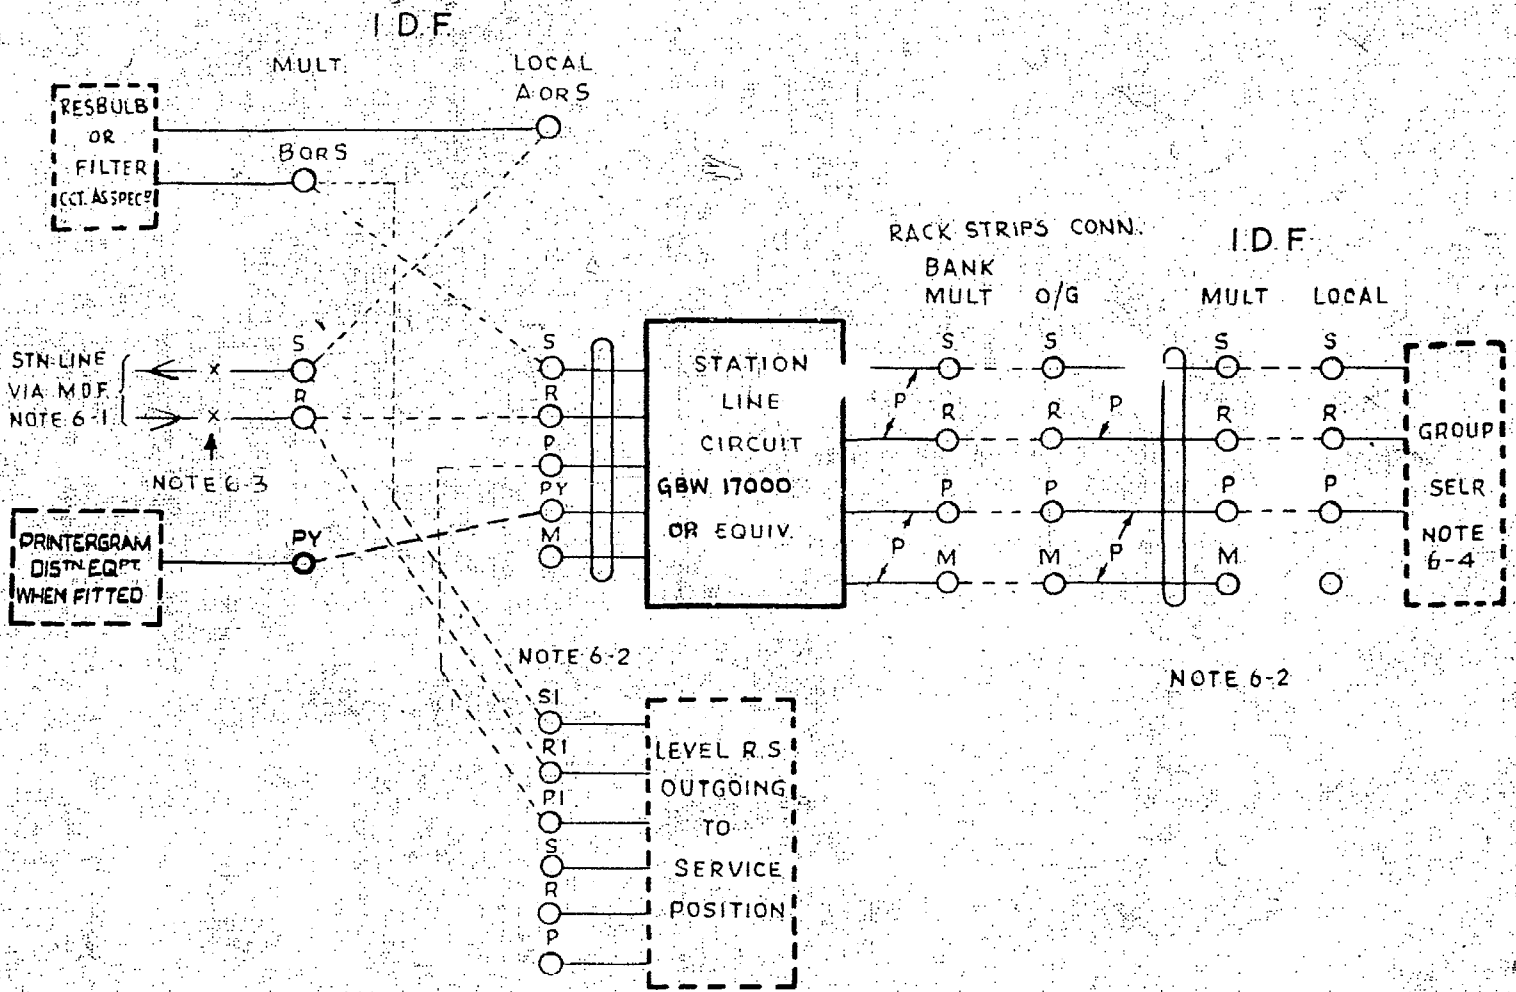 I.D.F.
MULT.
LOCAL
A OR S
RESBULB
OR
FILTER
CCT. AS SPECD
B OR S
RACK STRIPS CONN.
I.D.F.
BANK
MULT
O/G
MULT
LOCAL
STN LINE
VIA M.D.F.
NOTE 6-1
S
R
NOTE 6-3
PRINTERGRAM
DISTN. EQPT.
WHEN FITTED
PY
S
R
P
PY
M
STATION
LINE
CIRCUIT
GBW 17000
OR EQUIV.
S
S
S
S
P
R
R
P
R
R
P
P
P
P
P
M
M
P
M
GROUP
SELR
NOTE
6-4
NOTE 6-2
NOTE 6-2
S1
R1
P1
S
R
P
LEVEL R.S.
OUTGOING
TO
SERVICE
POSITION